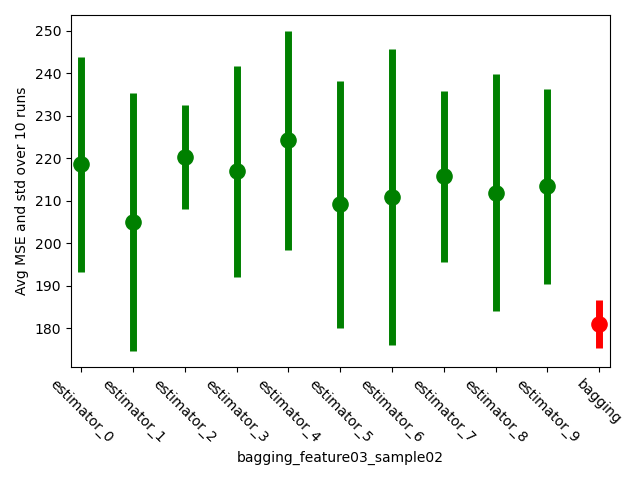 Avg MSE and std over 10 runs
250
240
230
220
210
200
190
180
estimator_0
estimator_1
estimator_2
estimator_3
estimator_4
estimator_5
estimator_6
estimator_7
estimator_8
estimator_9
bagging
bagging_feature03_sample02